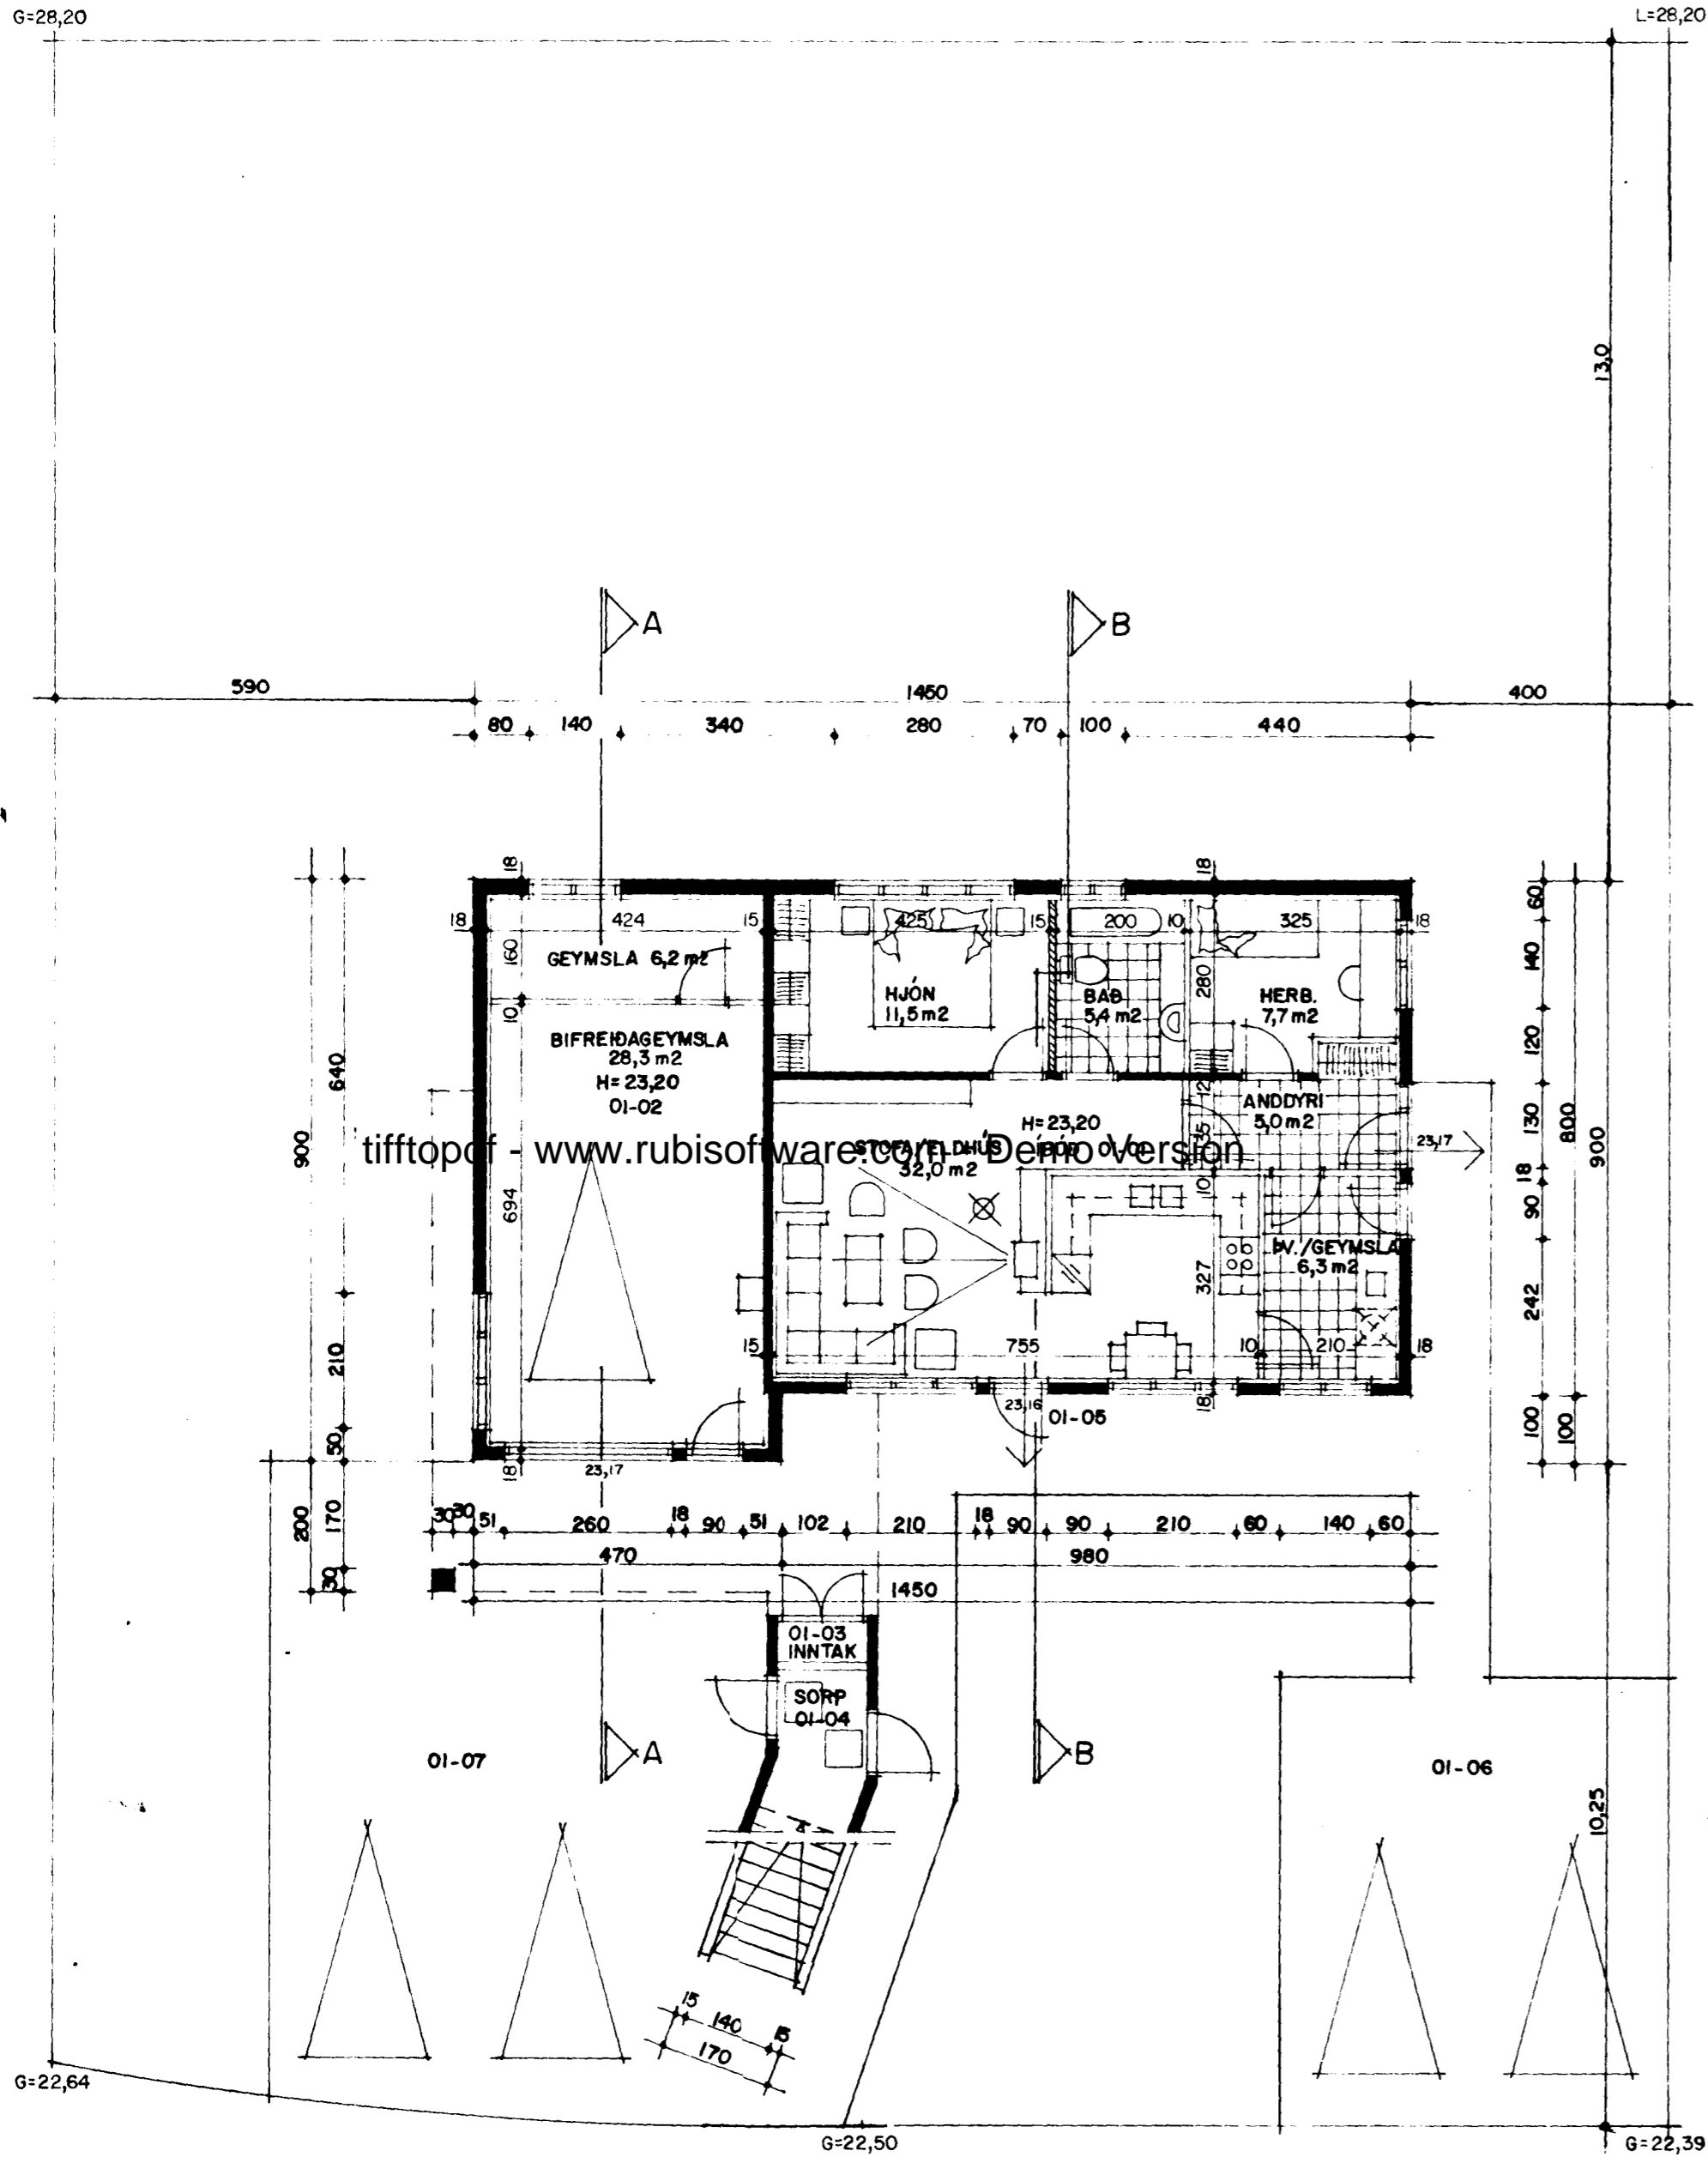 G=28,20
L=28,20
13,0
A
B
590
1450
400
80 140 340 280 70 100 440
18
18
18 424 15 425 15 200 10 325 18
160
GEYMSLA 6,2 m2
280
HJÓN
11,5 m2
BAÐ
5,4 m2
HERB.
7,7 m2
10
BIFREIÐAGEYMSLA
28,3 m2
H=23,20
01-02
12
ANDDYRI
5,0 m2
H=23,20
STOFA/ELDHÚS
32,0 m2
tifftopdf - www.rubisoftware.com - Demo Version
23,17
10
694
ÞV./GEYMSLA
6,3 m2
327
15 755 10 210 18
23,16
01-05
18
18
23,17
640
900
210
50
200
170
30
60
140
120
130
18
90
242
100
800
100
900
30 30 51 260 18 90 51 102 210 18 90 90 210 60 140 60
470 980
1450
01-03
INNTAK
SORP
01-04
A
B
01-07
01-06
10,25
15 140 15
170
G=22,64
G=22,50
G=22,39